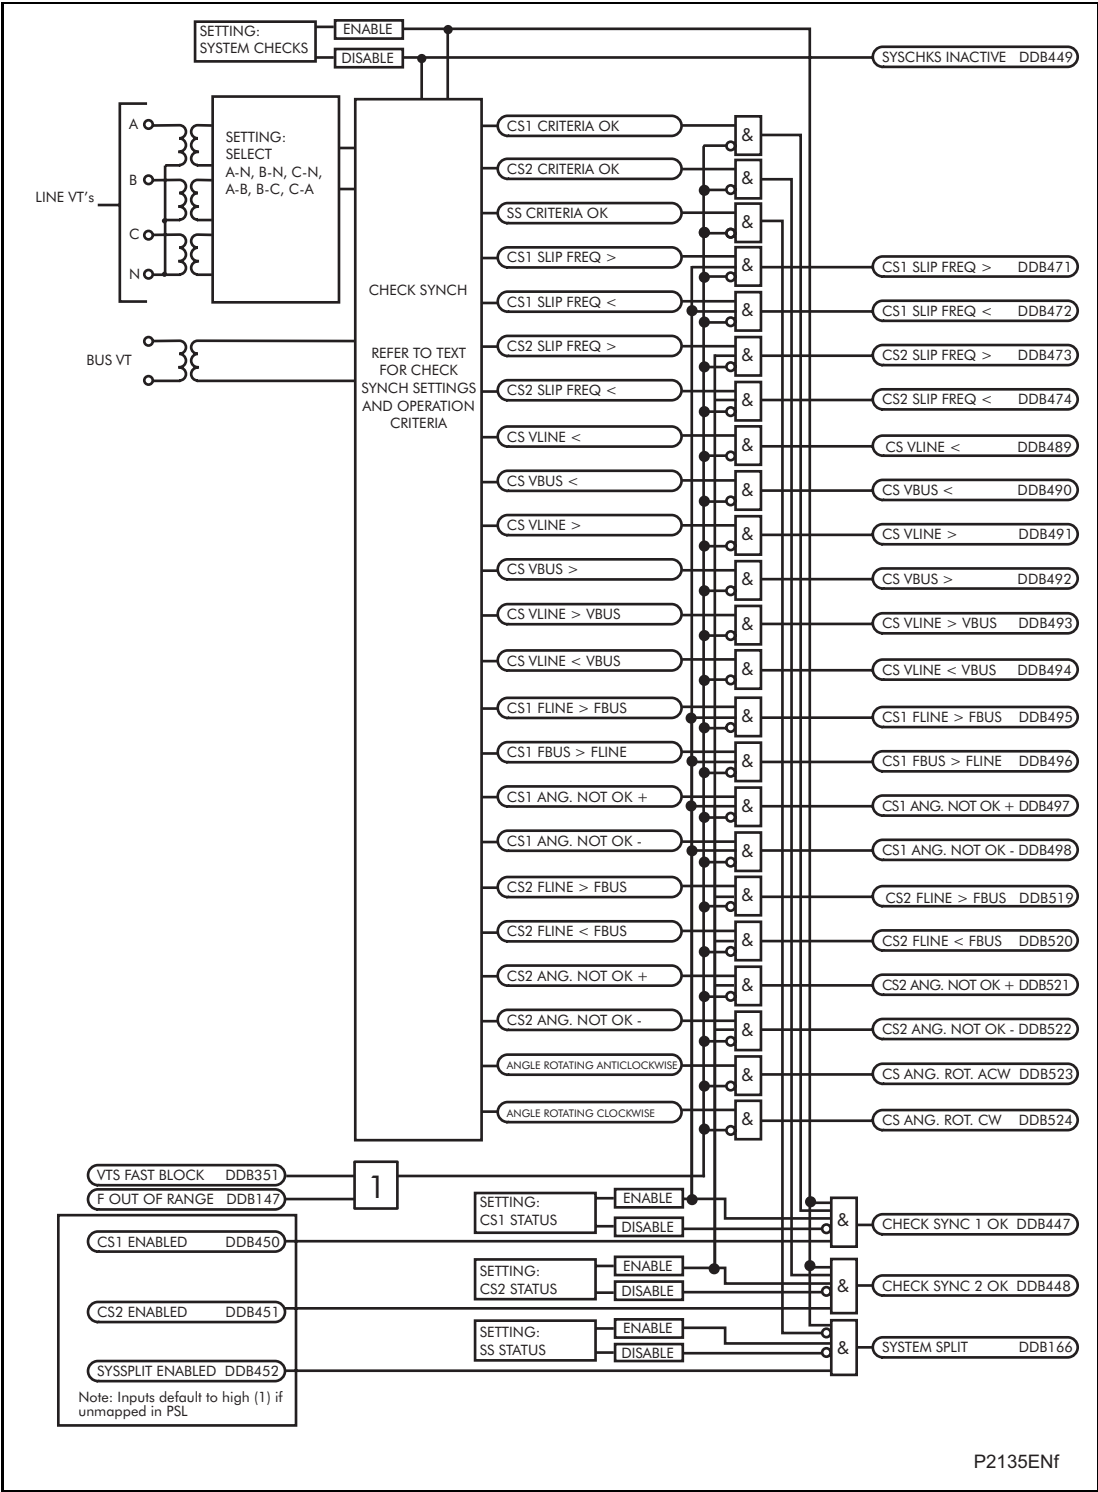 SETTING:
SYSTEM CHECKS
ENABLE
DISABLE
SYSCHKS INACTIVE DDB449
LINE VT's
A
B
C
N
SETTING:
SELECT
A-N, B-N, C-N,
A-B, B-C, C-A
BUS VT
CHECK SYNCH
REFER TO TEXT
FOR CHECK
SYNCH SETTINGS
AND OPERATION
CRITERIA
CS1 CRITERIA OK
&
CS2 CRITERIA OK
&
SS CRITERIA OK
&
CS1 SLIP FREQ >
&
CS1 SLIP FREQ > DDB471
CS1 SLIP FREQ <
&
CS1 SLIP FREQ < DDB472
CS2 SLIP FREQ >
&
CS2 SLIP FREQ > DDB473
CS2 SLIP FREQ <
&
CS2 SLIP FREQ < DDB474
CS VLINE <
&
CS VLINE < DDB489
CS VBUS <
&
CS VBUS < DDB490
CS VLINE >
&
CS VLINE > DDB491
CS VBUS >
&
CS VBUS > DDB492
CS VLINE > VBUS
&
CS VLINE > VBUS DDB493
CS VLINE < VBUS
&
CS VLINE < VBUS DDB494
CS1 FLINE > FBUS
&
CS1 FLINE > FBUS DDB495
CS1 FBUS > FLINE
&
CS1 FBUS > FLINE DDB496
CS1 ANG. NOT OK +
&
CS1 ANG. NOT OK + DDB497
CS1 ANG. NOT OK -
&
CS1 ANG. NOT OK - DDB498
CS2 FLINE > FBUS
&
CS2 FLINE > FBUS DDB519
CS2 FLINE < FBUS
&
CS2 FLINE < FBUS DDB520
CS2 ANG. NOT OK +
&
CS2 ANG. NOT OK + DDB521
CS2 ANG. NOT OK -
&
CS2 ANG. NOT OK - DDB522
ANGLE ROTATING ANTICLOCKWISE
&
CS ANG. ROT. ACW DDB523
ANGLE ROTATING CLOCKWISE
&
CS ANG. ROT. CW DDB524
VTS FAST BLOCK DDB351
F OUT OF RANGE DDB147
1
SETTING:
CS1 STATUS
ENABLE
DISABLE
&
CHECK SYNC 1 OK DDB447
CS1 ENABLED DDB450
SETTING:
CS2 STATUS
ENABLE
DISABLE
&
CHECK SYNC 2 OK DDB448
CS2 ENABLED DDB451
SETTING:
SS STATUS
ENABLE
DISABLE
&
SYSTEM SPLIT DDB166
SYSSPLIT ENABLED DDB452
Note: Inputs default to high (1) if
unmapped in PSL
P2135ENf